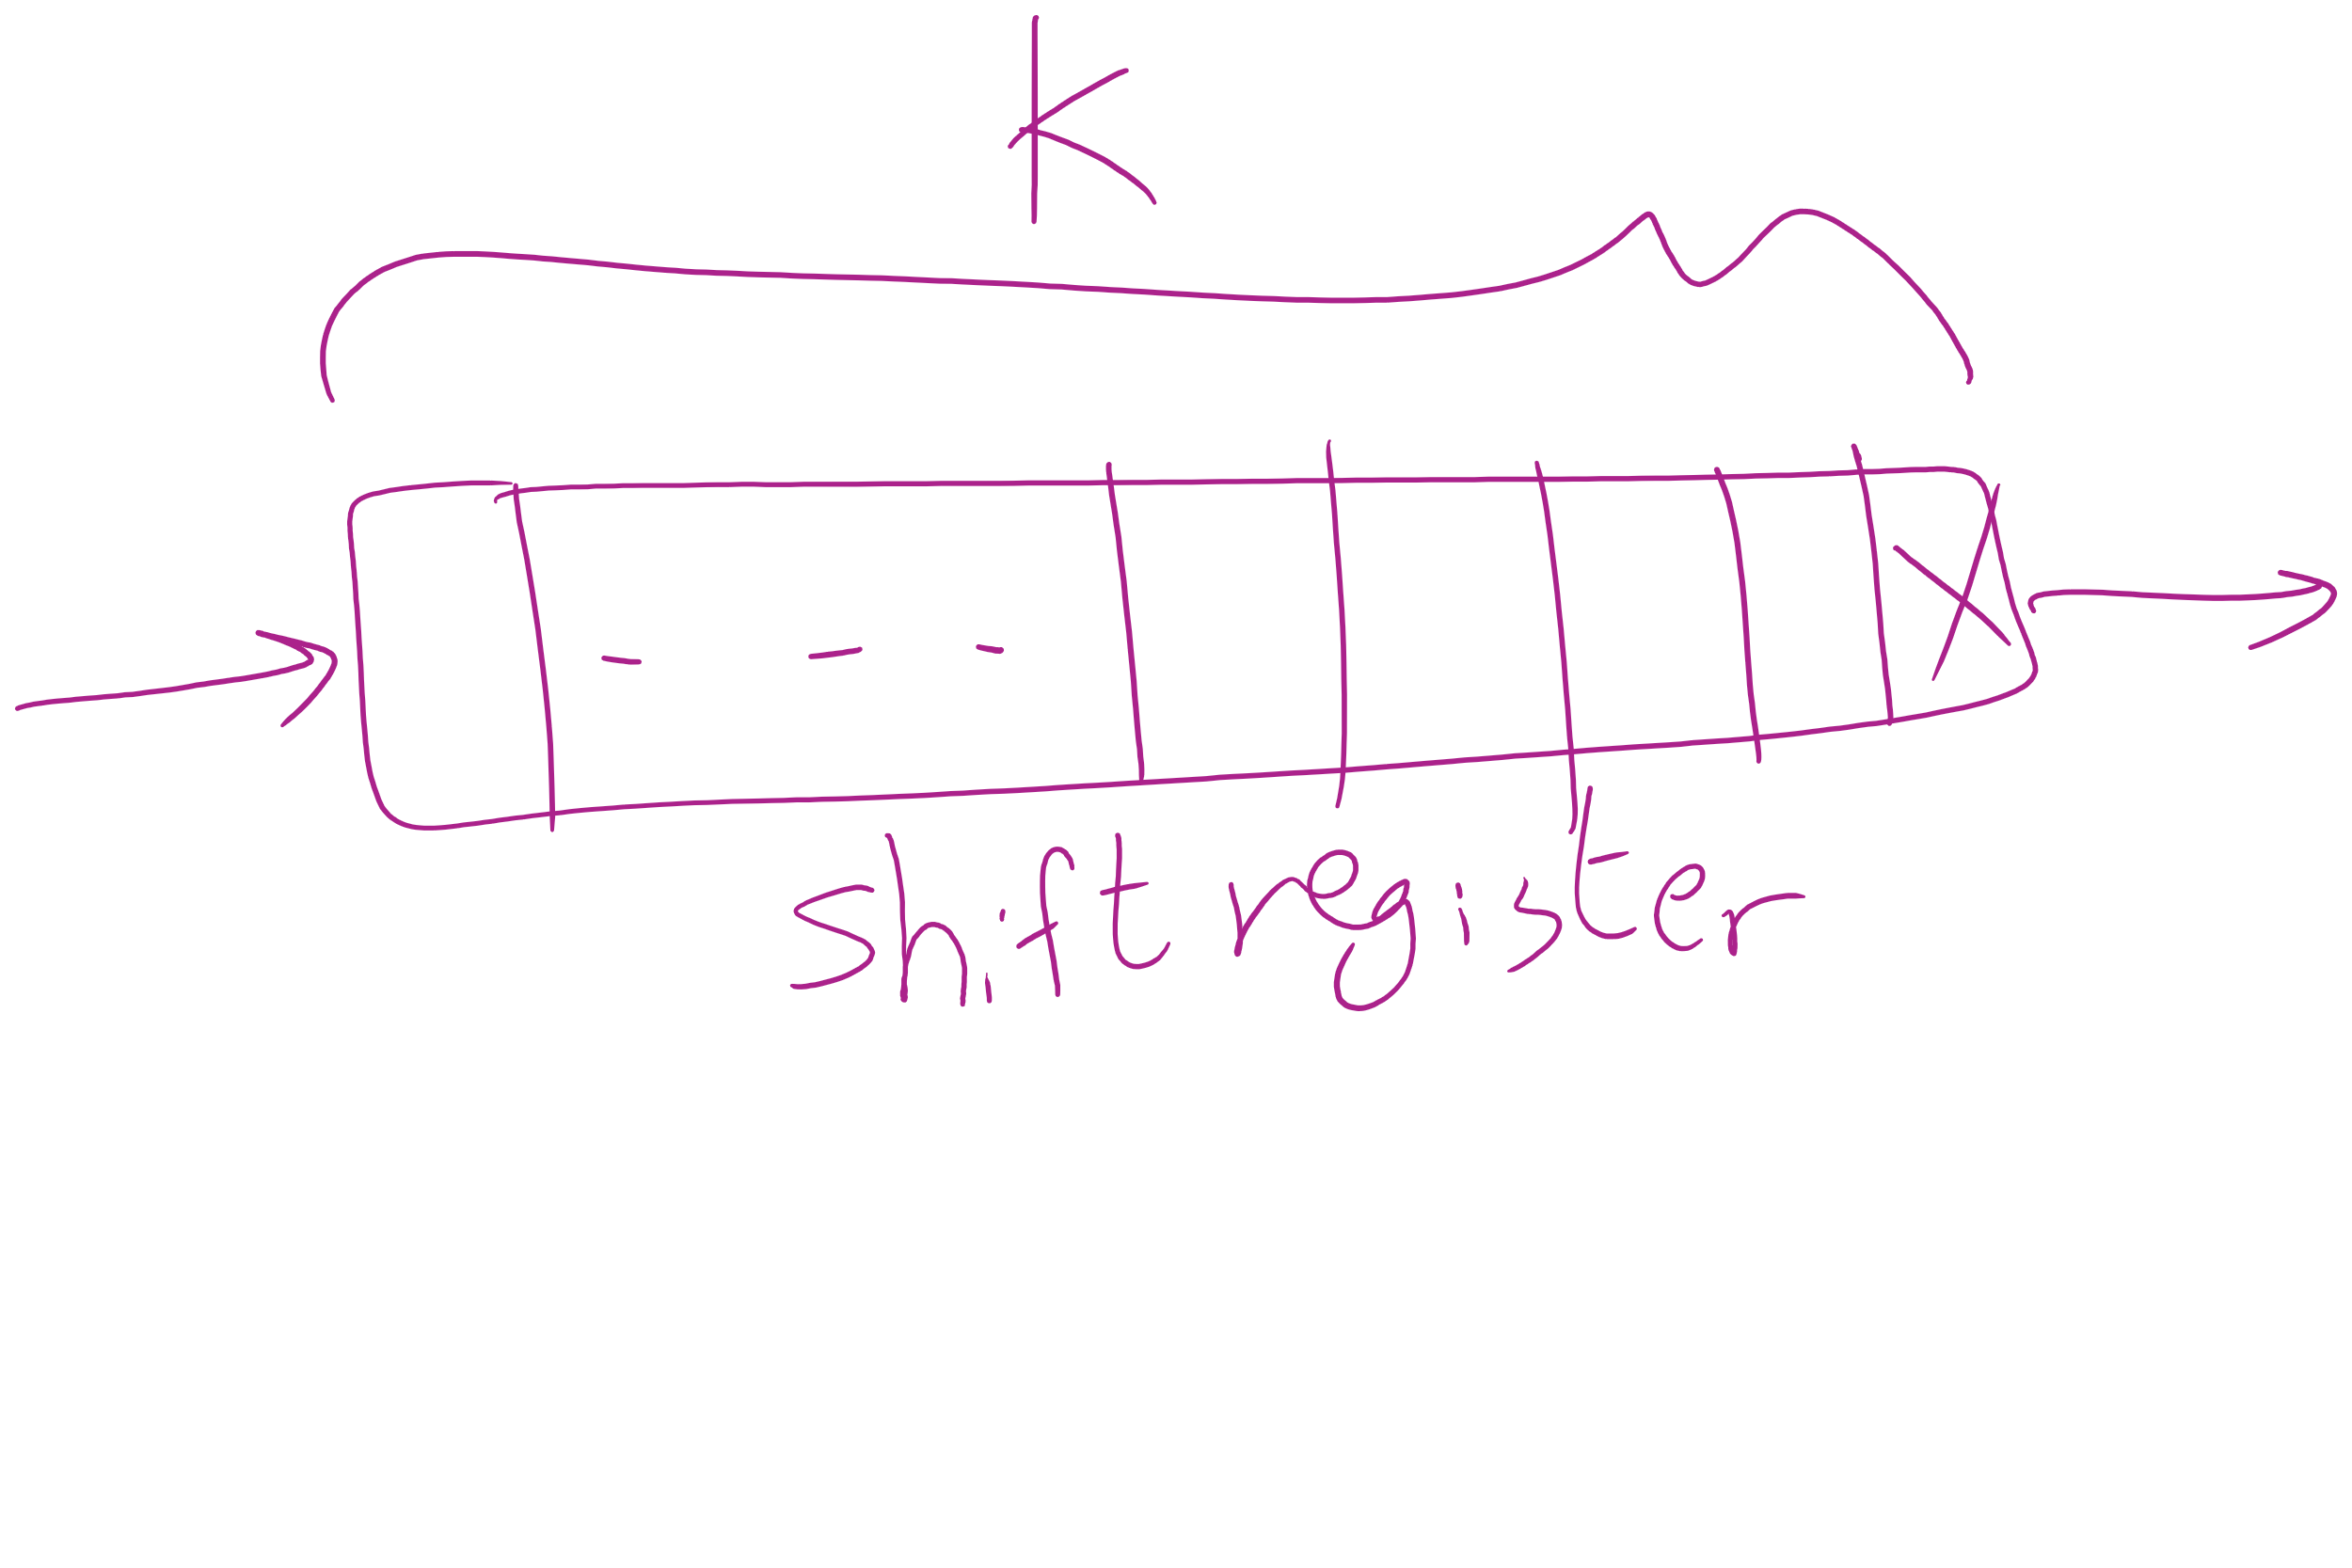 K
- - -
X
shift register